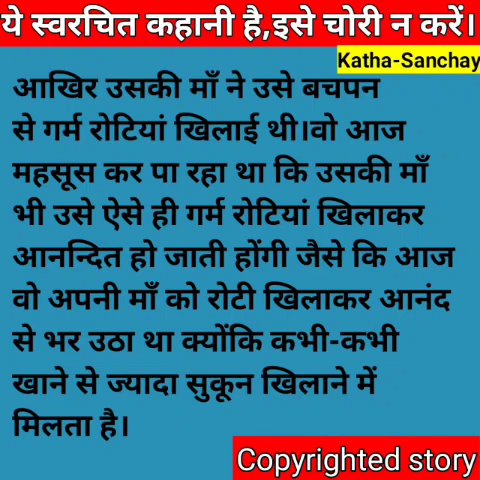 ये स्वरचित कहानी है,इसे चोरी न करें।
Katha-Sanchay
आखिर उसकी माँ ने उसे बचपन
से गर्म रोटियां खिलाई थी।वो आज
महसूस कर पा रहा था कि उसकी माँ
भी उसे ऐसे ही गर्म रोटियां खिलाकर
आनन्दित हो जाती होंगी जैसे कि आज
वो अपनी माँ को रोटी खिलाकर आनंद
से भर उठा था क्योंकि कभी-कभी
खाने से ज्यादा सुकून खिलाने में
मिलता है।
Copyrighted story